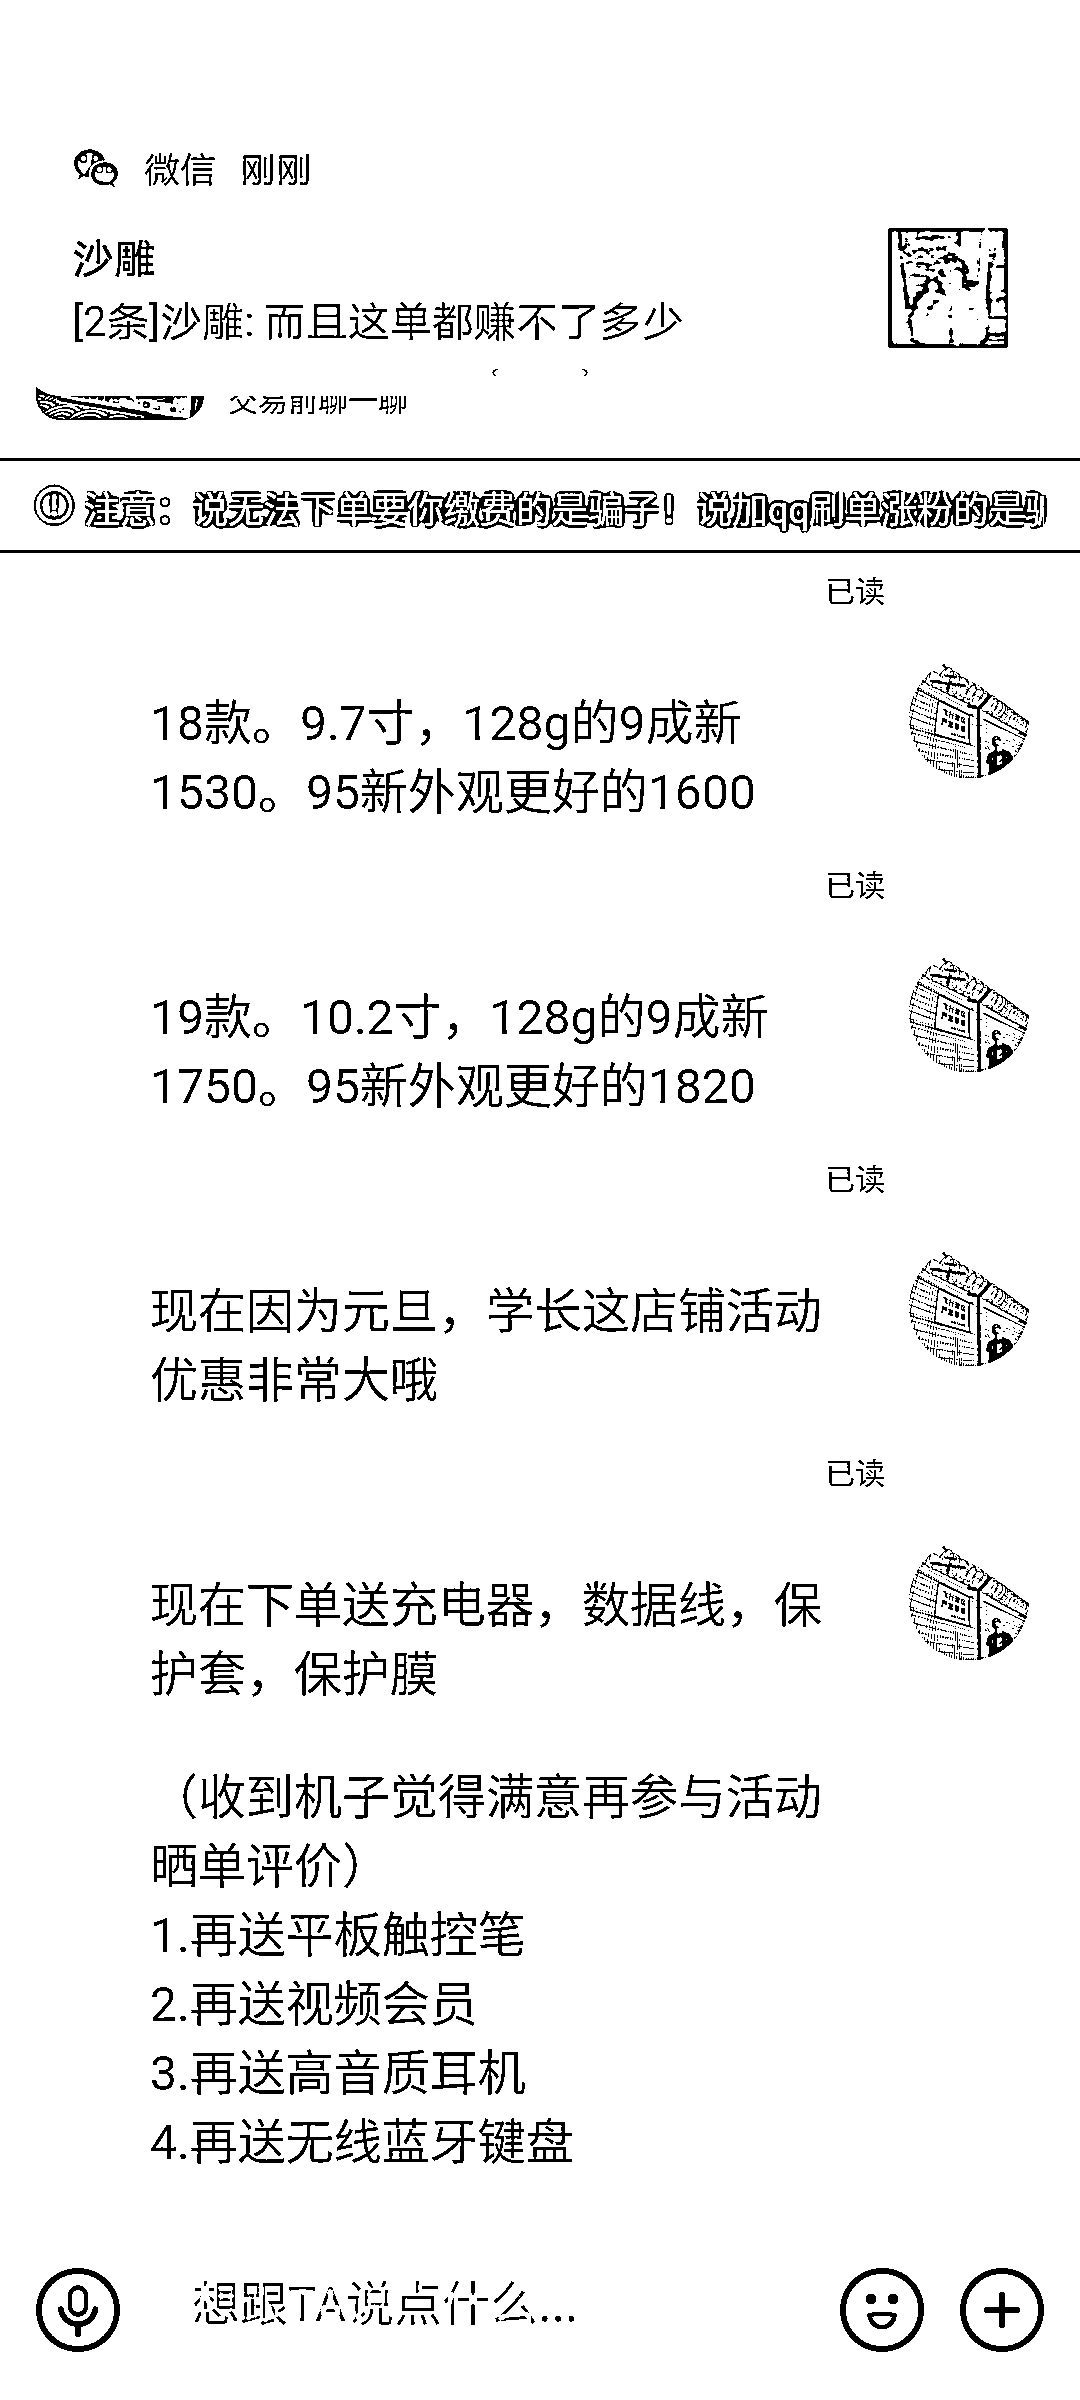 微信 刚刚
沙雕
[2条]沙雕: 而且这单都赚不了多少
交易前聊一聊
注意：说无法下单要你缴费的是骗子！说加qq刷单涨粉的是骗
已读
18款。9.7寸，128g的9成新
1530。95新外观更好的1600
已读
19款。10.2寸，128g的9成新
1750。95新外观更好的1820
已读
现在因为元旦，学长这店铺活动
优惠非常大哦
已读
现在下单送充电器，数据线，保
护套，保护膜
（收到机子觉得满意再参与活动
晒单评价）
1.再送平板触控笔
2.再送视频会员
3.再送高音质耳机
4.再送无线蓝牙键盘
想跟TA说点什么...